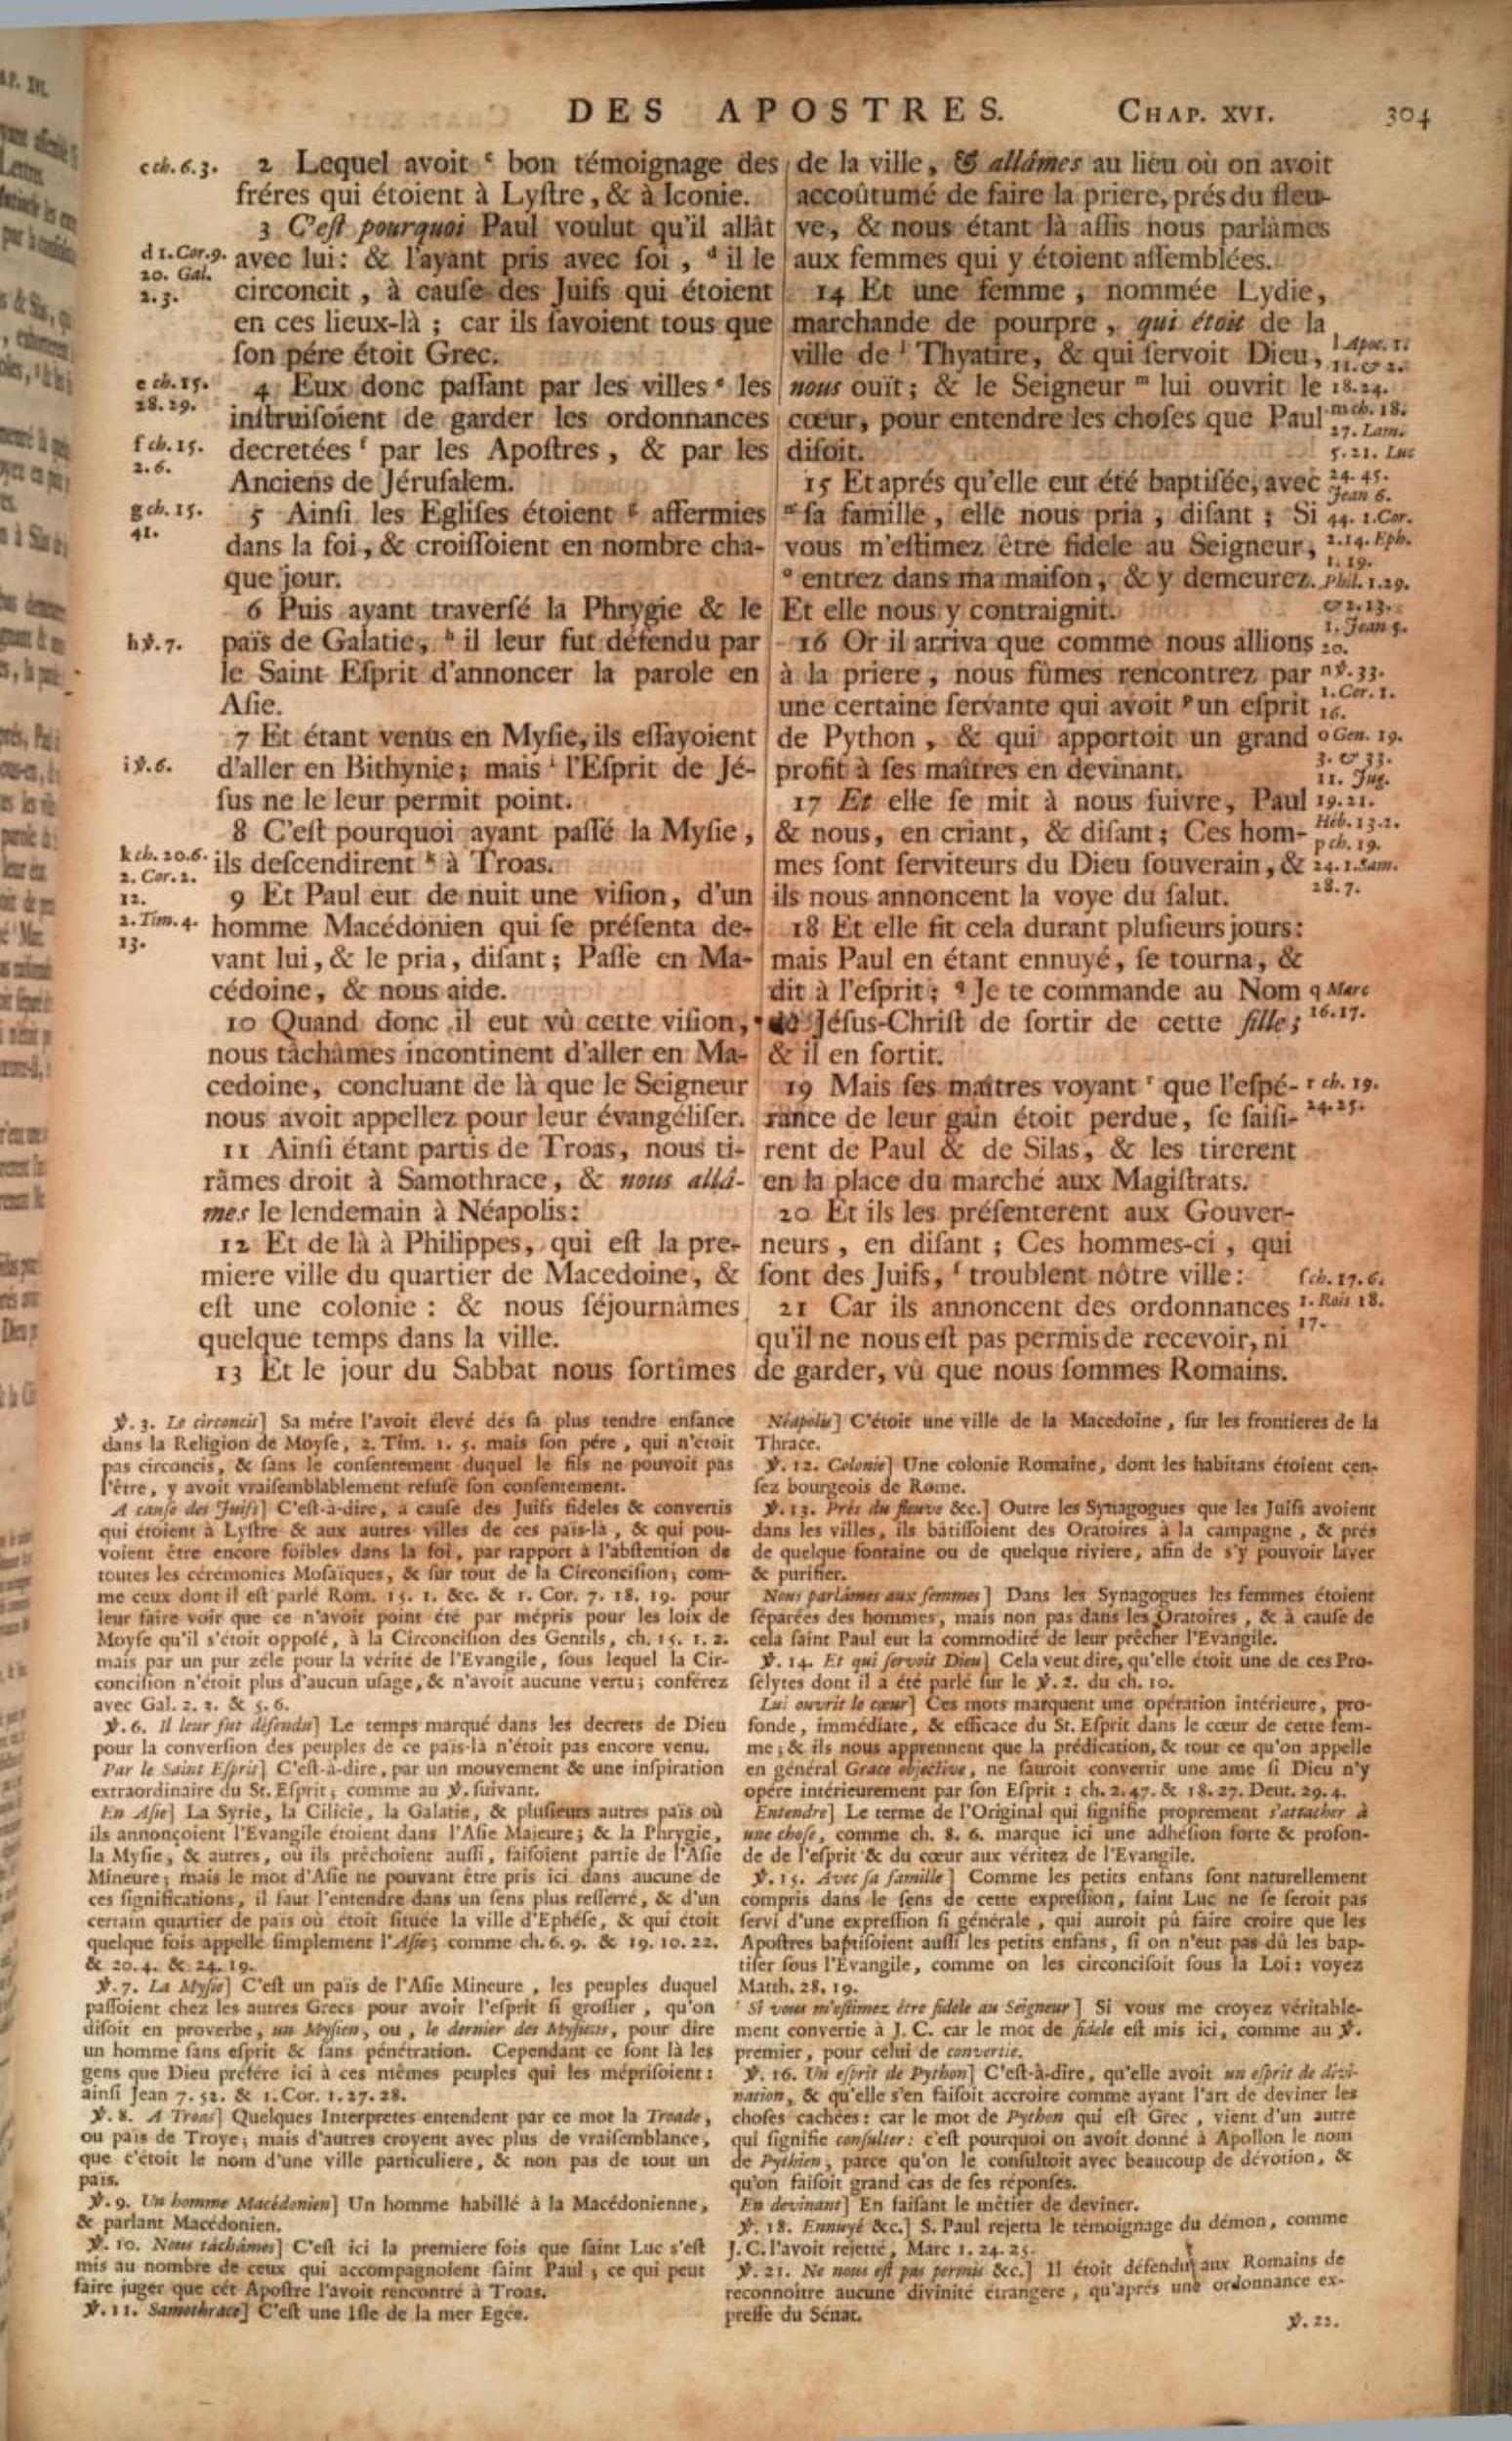 DES APOSTRES. CHAP. XVI. 304
c ch. 6. 3.
d 1. Cor. 9.
20. Gal.
2. 3.
e ch. 15.
28. 29.
f ch. 15.
2. 6.
g ch. 15.
41.
h ℣. 7.
i ℣. 6.
k ch. 20. 6.
2. Cor. 2.
12.
2. Tim. 4.
13.
2 Lequel avoit ᶜ bon témoignage des
fréres qui étoient à Lyſtre, & à Iconie.
3 C'eſt pourquoi Paul voulut qu'il allât
avec lui: & l'ayant pris avec ſoi, ᵈ il le
circoncit, à cauſe des Juifs qui étoient
en ces lieux-là; car ils ſavoient tous que
ſon pére étoit Grec.
4 Eux donc paſſant par les villes ᵉ les
inſtruiſoient de garder les ordonnances
decretées ᶠ par les Apoſtres, & par les
Anciens de Jéruſalem.
5 Ainſi les Egliſes étoient ᵍ affermies
dans la foi, & croiſſoient en nombre cha-
que jour.
6 Puis ayant traverſé la Phrygie & le
païs de Galatie, ʰ il leur fut défendu par
le Saint Eſprit d'annoncer la parole en
Aſie.
7 Et étant venus en Myſie, ils eſſayoient
d'aller en Bithynie; mais ⁱ l'Eſprit de Jé-
ſus ne le leur permit point.
8 C'eſt pourquoi ayant paſſé la Myſie,
ils deſcendirent ᵏ à Troas.
9 Et Paul eut de nuit une viſion, d'un
homme Macédonien qui ſe préſenta de-
vant lui, & le pria, diſant; Paſſe en Ma-
cédoine, & nous aide.
10 Quand donc il eut vû cette viſion,
nous tâchâmes incontinent d'aller en Ma-
cedoine, concluant de là que le Seigneur
nous avoit appellez pour leur évangéliſer.
11 Ainſi étant partis de Troas, nous ti-
râmes droit à Samothrace, & nous allâ-
mes le lendemain à Néapolis:
12 Et de là à Philippes, qui eſt la pre-
miere ville du quartier de Macedoine, &
eſt une colonie: & nous ſéjournâmes
quelque temps dans la ville.
13 Et le jour du Sabbat nous ſortîmes
de la ville, & allâmes au lieu où on avoit
accoûtumé de faire la priere, prés du fleu-
ve, & nous étant là aſſis nous parlâmes
aux femmes qui y étoient aſſemblées.
14 Et une femme, nommée Lydie,
marchande de pourpre, qui étoit de la
ville de ˡ Thyatire, & qui ſervoit Dieu,
nous ouït; & le Seigneur ᵐ lui ouvrit le
cœur, pour entendre les choſes que Paul
diſoit.
15 Et aprés qu'elle eut été baptiſée, avec
ⁿ ſa famille, elle nous pria, diſant; Si
vous m'eſtimez être fidele au Seigneur,
ᵒ entrez dans ma maiſon, & y demeurez.
Et elle nous y contraignit.
16 Or il arriva que comme nous allions
à la priere, nous fûmes rencontrez par
une certaine ſervante qui avoit ᵖ un eſprit
de Python, & qui apportoit un grand
profit à ſes maîtres en devinant.
17 Et elle ſe mit à nous ſuivre, Paul
& nous, en criant, & diſant; Ces hom-
mes ſont ſerviteurs du Dieu ſouverain, &
ils nous annoncent la voye du ſalut.
18 Et elle fit cela durant pluſieurs jours:
mais Paul en étant ennuyé, ſe tourna, &
dit à l'eſprit; ᑫ Je te commande au Nom
de Jéſus-Chriſt de ſortir de cette fille;
& il en ſortit.
19 Mais ſes maîtres voyant ʳ que l'eſpé-
rance de leur gain étoit perdue, ſe ſaiſi-
rent de Paul & de Silas, & les tirerent
en la place du marché aux Magiſtrats.
20 Et ils les préſenterent aux Gouver-
neurs, en diſant; Ces hommes-ci, qui
ſont des Juifs, ᶠ troublent nôtre ville:
21 Car ils annoncent des ordonnances
qu'il ne nous eſt pas permis de recevoir, ni
de garder, vû que nous ſommes Romains.
l Apoc. 1.
11. & 2.
18. 24.
m ch. 18.
27. Lam.
5. 21. Luc
24. 45.
Jean 6.
44. 1. Cor.
2. 14. Eph.
1. 19.
Phil. 1. 29.
& 2. 13.
1. Jean 5.
20.
n ℣. 33.
1. Cor. 1.
16.
o Gen. 19.
3. & 33.
11. Jug.
19. 21.
Héb. 13. 2.
p ch. 19.
24. 1. Sam.
28. 7.
q Marc
16. 17.
r ch. 19.
24. 25.
ſ ch. 17. 6.
1. Rois 18.
17.
℣. 3. Le circoncit] Sa mére l'avoit élevé dés ſa plus tendre enfance
dans la Religion de Moyſe, 2. Tim. 1. 5. mais ſon pére, qui n'étoit
pas circoncis, & ſans le conſentement duquel le fils ne pouvoit pas
l'être, y avoit vraiſemblablement refuſé ſon conſentement.
A cauſe des Juifs] C'eſt-à-dire, à cauſe des Juifs fideles & convertis
qui étoient à Lyſtre & aux autres villes de ces païs-là, & qui pou-
voient être encore foibles dans la foi, par rapport à l'abſtention de
toutes les cérémonies Moſaïques, & ſur tout de la Circonciſion; com-
me ceux dont il eſt parlé Rom. 15. 1. &c. & 1. Cor. 7. 18. 19. pour
leur faire voir que ce n'avoit point été par mépris pour les loix de
Moyſe qu'il s'étoit oppoſé, à la Circonciſion des Gentils, ch. 15. 1. 2.
mais par un pur zéle pour la vérité de l'Evangile, ſous lequel la Cir-
conciſion n'étoit plus d'aucun uſage, & n'avoit aucune vertu; conférez
avec Gal. 2. 3. & 5. 6.
℣. 6. Il leur fut défendu] Le temps marqué dans les decrets de Dieu
pour la converſion des peuples de ce païs-là n'étoit pas encore venu.
Par le Saint Eſprit] C'eſt-à-dire, par un mouvement & une inſpiration
extraordinaire du St. Eſprit; comme au ℣. ſuivant.
En Aſie] La Syrie, la Cilicie, la Galatie, & pluſieurs autres païs où
ils annonçoient l'Evangile étoient dans l'Aſie Majeure; & la Phrygie,
la Myſie, & autres, où ils prêchoient auſſi, faiſoient partie de l'Aſie
Mineure; mais le mot d'Aſie ne pouvant être pris ici dans aucune de
ces ſignifications, il faut l'entendre dans un ſens plus reſſerré, & d'un
certain quartier de païs où étoit ſituée la ville d'Ephéſe, & qui étoit
quelque fois appellé ſimplement l'Aſie; comme ch. 6. 9. & 19. 10. 22.
& 20. 4. & 24. 19.
℣. 7. La Myſie] C'eſt un païs de l'Aſie Mineure, les peuples duquel
paſſoient chez les autres Grecs pour avoir l'eſprit ſi groſſier, qu'on
diſoit en proverbe, un Myſien, ou, le dernier des Myſiens, pour dire
un homme ſans eſprit & ſans pénétration. Cependant ce ſont là les
gens que Dieu préfére ici à ces mêmes peuples qui les mépriſoient:
ainſi Jean 7. 52. & 1. Cor. 1. 27. 28.
℣. 8. A Troas] Quelques Interpretes entendent par ce mot la Troade,
ou païs de Troye; mais d'autres croyent avec plus de vraiſemblance,
que c'étoit le nom d'une ville particuliere, & non pas de tout un
païs.
℣. 9. Un homme Macédonien] Un homme habillé à la Macédonienne,
& parlant Macédonien.
℣. 10. Nous tâchâmes] C'eſt ici la premiere fois que ſaint Luc s'eſt
mis au nombre de ceux qui accompagnoient ſaint Paul; ce qui peut
faire juger que cét Apoſtre l'avoit rencontré à Troas.
℣. 11. Samothrace] C'eſt une Iſle de la mer Egée.
Néapolis] C'étoit une ville de la Macedoine, ſur les frontieres de la
Thrace.
℣. 12. Colonie] Une colonie Romaine, dont les habitans étoient cen-
ſez bourgeois de Rome.
℣. 13. Prés du fleuve &c.] Outre les Synagogues que les Juifs avoient
dans les villes, ils bâtiſſoient des Oratoires à la campagne, & prés
de quelque fontaine ou de quelque riviere, afin de s'y pouvoir laver
& purifier.
Nous parlâmes aux femmes] Dans les Synagogues les femmes étoient
ſéparées des hommes, mais non pas dans les Oratoires, & à cauſe de
cela ſaint Paul eut la commodité de leur prêcher l'Evangile.
℣. 14. Et qui ſervoit Dieu] Cela veut dire, qu'elle étoit une de ces Pro-
ſélytes dont il a été parlé ſur le ℣. 2. du ch. 10.
Lui ouvrit le cœur] Ces mots marquent une opération intérieure, pro-
fonde, immédiate, & efficace du St. Eſprit dans le cœur de cette fem-
me; & ils nous apprennent que la prédication, & tout ce qu'on appelle
en général Grace objective, ne ſauroit convertir une ame ſi Dieu n'y
opére intérieurement par ſon Eſprit: ch. 2. 47. & 18. 27. Deut. 29. 4.
Entendre] Le terme de l'Original qui ſignifie proprement s'attacher à
une choſe, comme ch. 8. 6. marque ici une adhéſion forte & profon-
de de l'eſprit & du cœur aux véritez de l'Evangile.
℣. 15. Avec ſa famille] Comme les petits enfans ſont naturellement
compris dans le ſens de cette expreſſion, ſaint Luc ne ſe ſeroit pas
ſervi d'une expreſſion ſi générale, qui auroit pû faire croire que les
Apoſtres baptiſoient auſſi les petits enfans, ſi on n'eut pas dû les bap-
tiſer ſous l'Evangile, comme on les circonciſoit ſous la Loi: voyez
Matth. 28. 19.
Si vous m'eſtimez être fidele au Seigneur] Si vous me croyez véritable-
ment convertie à J. C. car le mot de fidele eſt mis ici, comme au ℣.
premier, pour celui de convertie.
℣. 16. Un eſprit de Python] C'eſt-à-dire, qu'elle avoit un eſprit de divi-
nation, & qu'elle s'en faiſoit accroire comme ayant l'art de deviner les
choſes cachées: car le mot de Python qui eſt Grec, vient d'un autre
qui ſignifie conſulter: c'eſt pourquoi on avoit donné à Apollon le nom
de Pythien, parce qu'on le conſultoit avec beaucoup de dévotion, &
qu'on faiſoit grand cas de ſes réponſes.
En devinant] En faiſant le métier de deviner.
℣. 18. Ennuyé &c.] S. Paul rejetta le témoignage du démon, comme
J. C. l'avoit rejetté, Marc 1. 24. 25.
℣. 21. Ne nous eſt pas permis &c.] Il étoit défendu aux Romains de
reconnoître aucune divinité étrangere, qu'aprés une ordonnance ex-
preſſe du Sénat.
℣. 22.